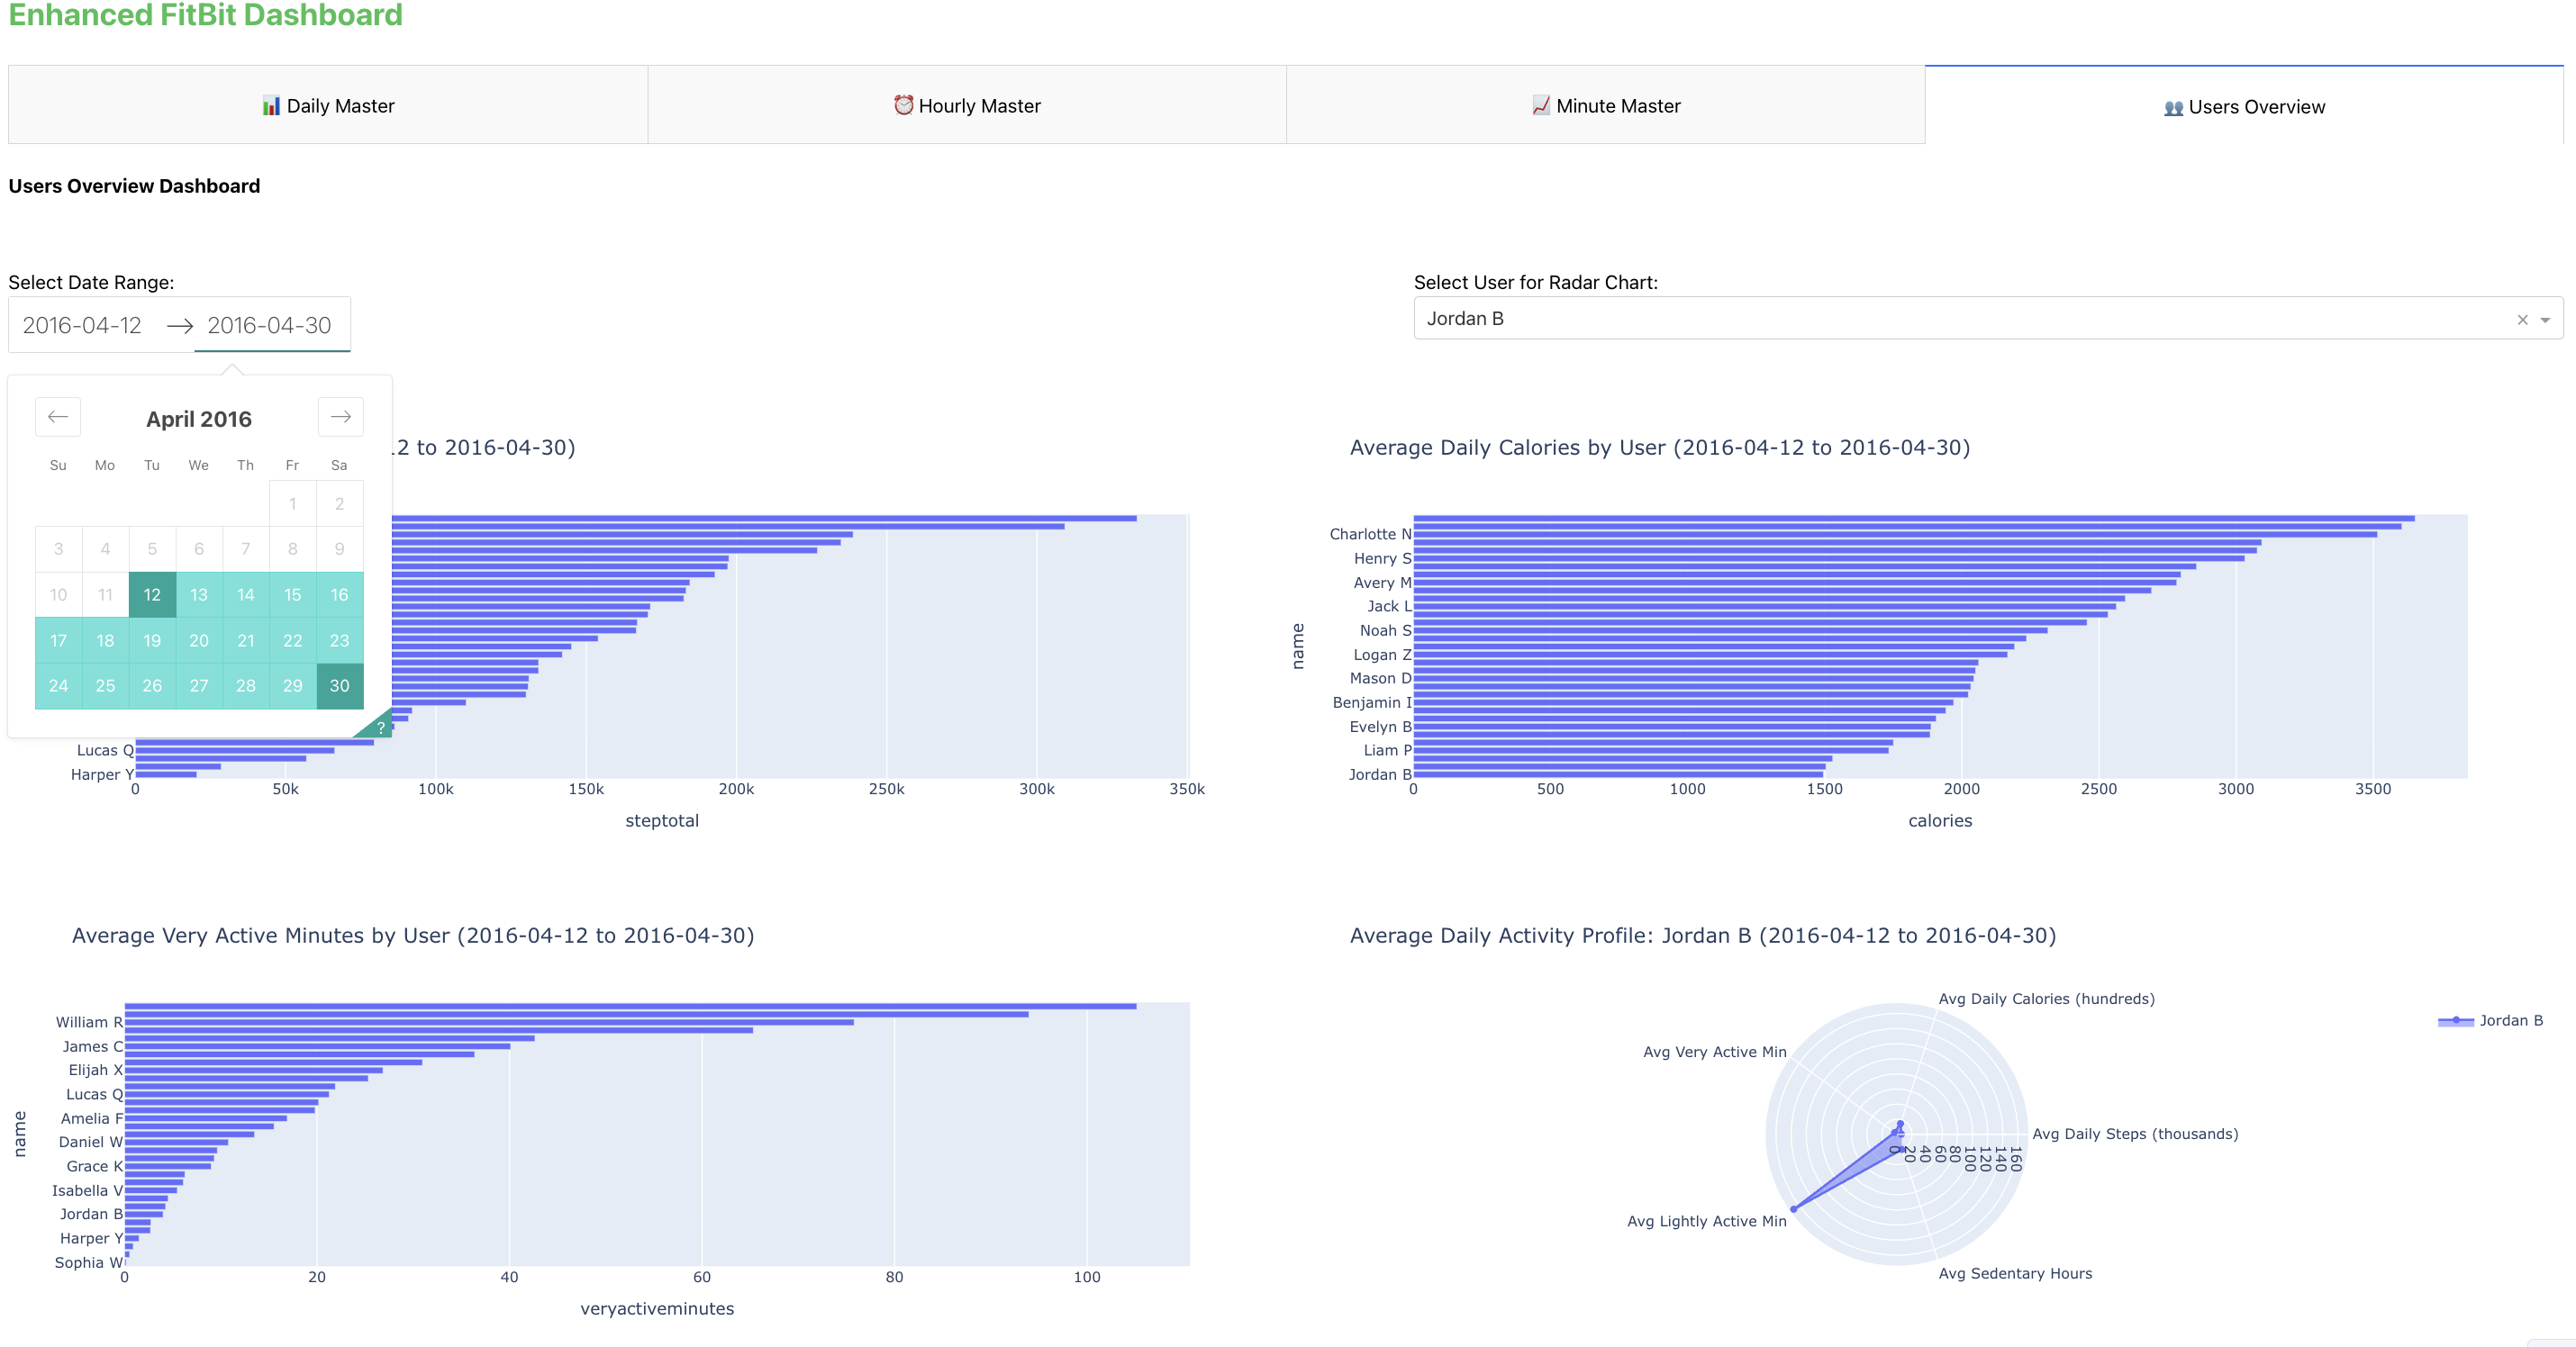 Enhanced FitBit Dashboard
Daily Master
Hourly Master
Minute Master
Users Overview
Users Overview Dashboard
Select Date Range:
2016-04-12 → 2016-04-30
Select User for Radar Chart:
Jordan B × 
April 2016
Su Mo Tu We Th Fr Sa
1 2
3 4 5 6 7 8 9
10 11 12 13 14 15 16
17 18 19 20 21 22 23
24 25 26 27 28 29 30
?
2 to 2016-04-30)
Lucas Q
Harper Y
0 50k 100k 150k 200k 250k 300k 350k
steptotal
Average Daily Calories by User (2016-04-12 to 2016-04-30)
name
Charlotte N
Henry S
Avery M
Jack L
Noah S
Logan Z
Mason D
Benjamin I
Evelyn B
Liam P
Jordan B
0 500 1000 1500 2000 2500 3000 3500
calories
Average Very Active Minutes by User (2016-04-12 to 2016-04-30)
name
William R
James C
Elijah X
Lucas Q
Amelia F
Daniel W
Grace K
Isabella V
Jordan B
Harper Y
Sophia W
0 20 40 60 80 100
veryactiveminutes
Average Daily Activity Profile: Jordan B (2016-04-12 to 2016-04-30)
Avg Daily Calories (hundreds)
Jordan B
Avg Very Active Min
Avg Daily Steps (thousands)
0 20 40 60 80 100 120 140 160
Avg Lightly Active Min
Avg Sedentary Hours